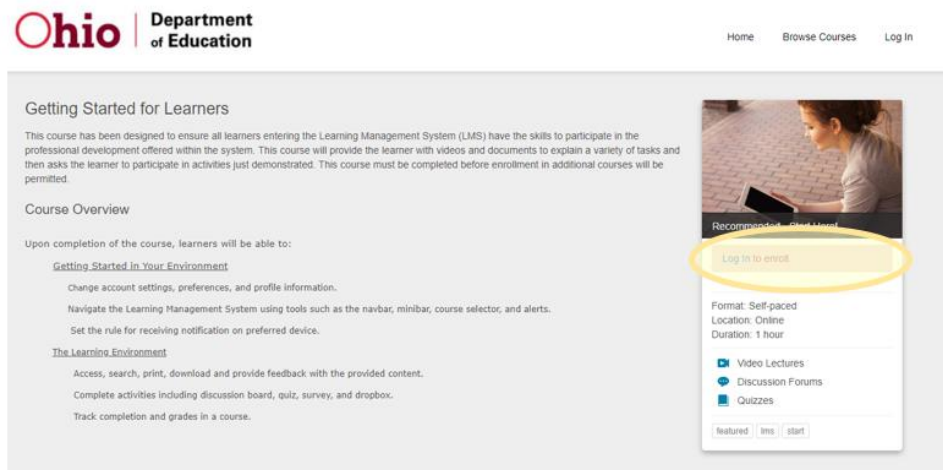 Ohio Department of Education
Home Browse Courses Log In
Getting Started for Learners
This course has been designed to ensure all learners entering the Learning Management System (LMS) have the skills to participate in the
professional development offered within the system. This course will provide the learner with videos and documents to explain a variety of tasks and
then asks the learner to participate in activities just demonstrated. This course must be completed before enrollment in additional courses will be
permitted.
Course Overview
Upon completion of the course, learners will be able to:
Getting Started in Your Environment
Change account settings, preferences, and profile information.
Navigate the Learning Management System using tools such as the navbar, minibar, course selector, and alerts.
Set the rule for receiving notification on preferred device.
The Learning Environment
Access, search, print, download and provide feedback with the provided content.
Complete activities including discussion board, quiz, survey, and dropbox.
Track completion and grades in a course.
Recommended - Start Here!
Log In to enroll.
Format: Self-paced
Location: Online
Duration: 1 hour
Video Lectures
Discussion Forums
Quizzes
featured lms start